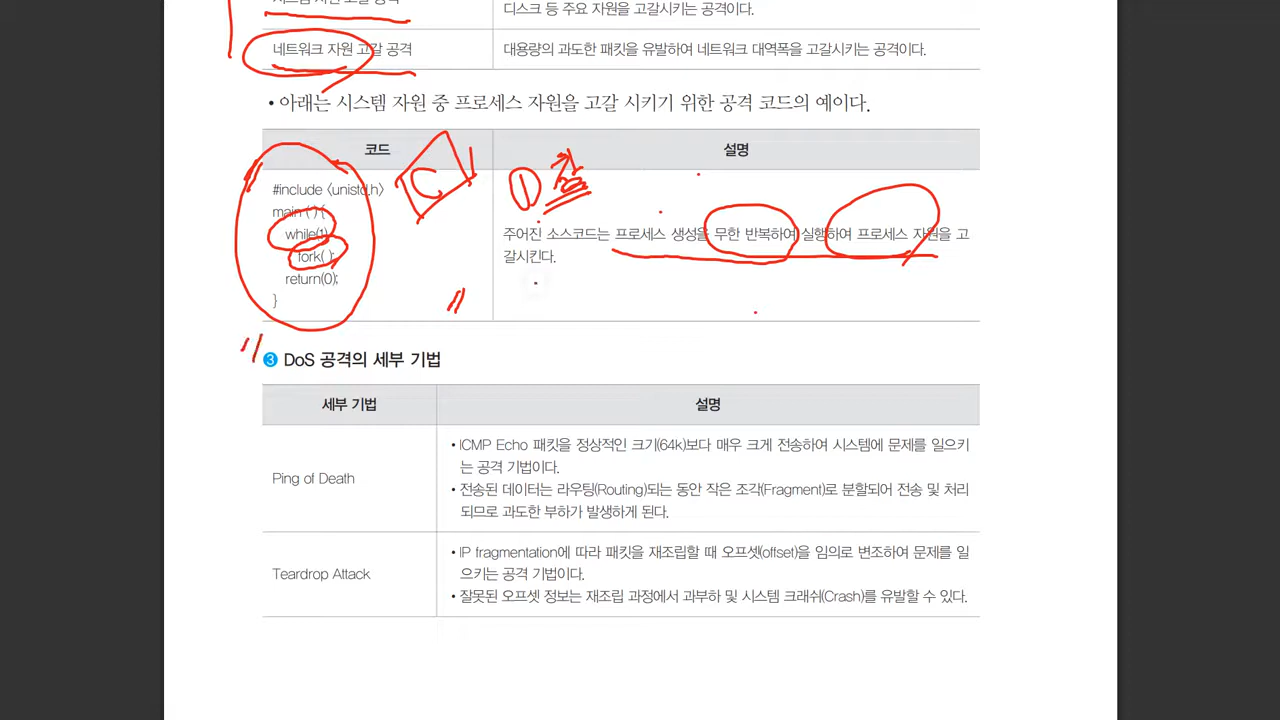 디스크 등 주요 자원을 고갈시키는 공격이다.
네트워크 자원 고갈 공격
대용량의 과도한 패킷을 유발하여 네트워크 대역폭을 고갈시키는 공격이다.
• 아래는 시스템 자원 중 프로세스 자원을 고갈 시키기 위한 공격 코드의 예이다.
코드
설명
#include <unistd.h>
main ( ) {
while(1)
fork( );
return(0);
}
C
①
주어진 소스코드는 프로세스 생성을 무한 반복하여 실행하여 프로세스 자원을 고
갈시킨다.
3 DoS 공격의 세부 기법
세부 기법
설명
Ping of Death
• ICMP Echo 패킷을 정상적인 크기(64k)보다 매우 크게 전송하여 시스템에 문제를 일으키
는 공격 기법이다.
• 전송된 데이터는 라우팅(Routing)되는 동안 작은 조각(Fragment)로 분할되어 전송 및 처리
되므로 과도한 부하가 발생하게 된다.
Teardrop Attack
• IP fragmentation에 따라 패킷을 재조립할 때 오프셋(offset)을 임의로 변조하여 문제를 일
으키는 공격 기법이다.
• 잘못된 오프셋 정보는 재조립 과정에서 과부하 및 시스템 크래쉬(Crash)를 유발할 수 있다.